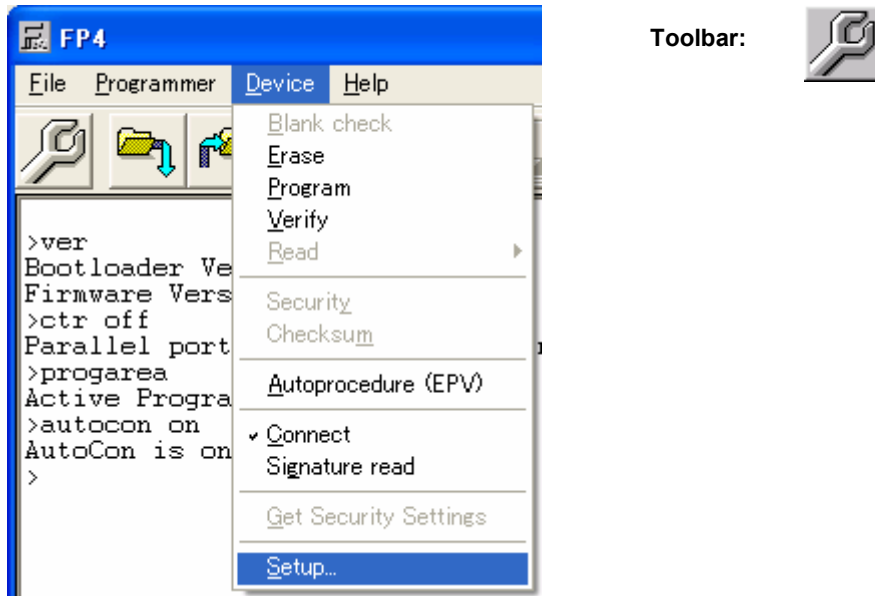 FP4
Toolbar:
File Programmer Device Help
Blank check
Erase
Program
Verify
Read
Security
Checksum
Autoprocedure (EPV)
Connect
Signature read
Get Security Settings
Setup...
>ver
Bootloader Ve
Firmware Vers
>ctr off
Parallel port
>progarea
Active Progra
>autocon on
AutoCon is on
>